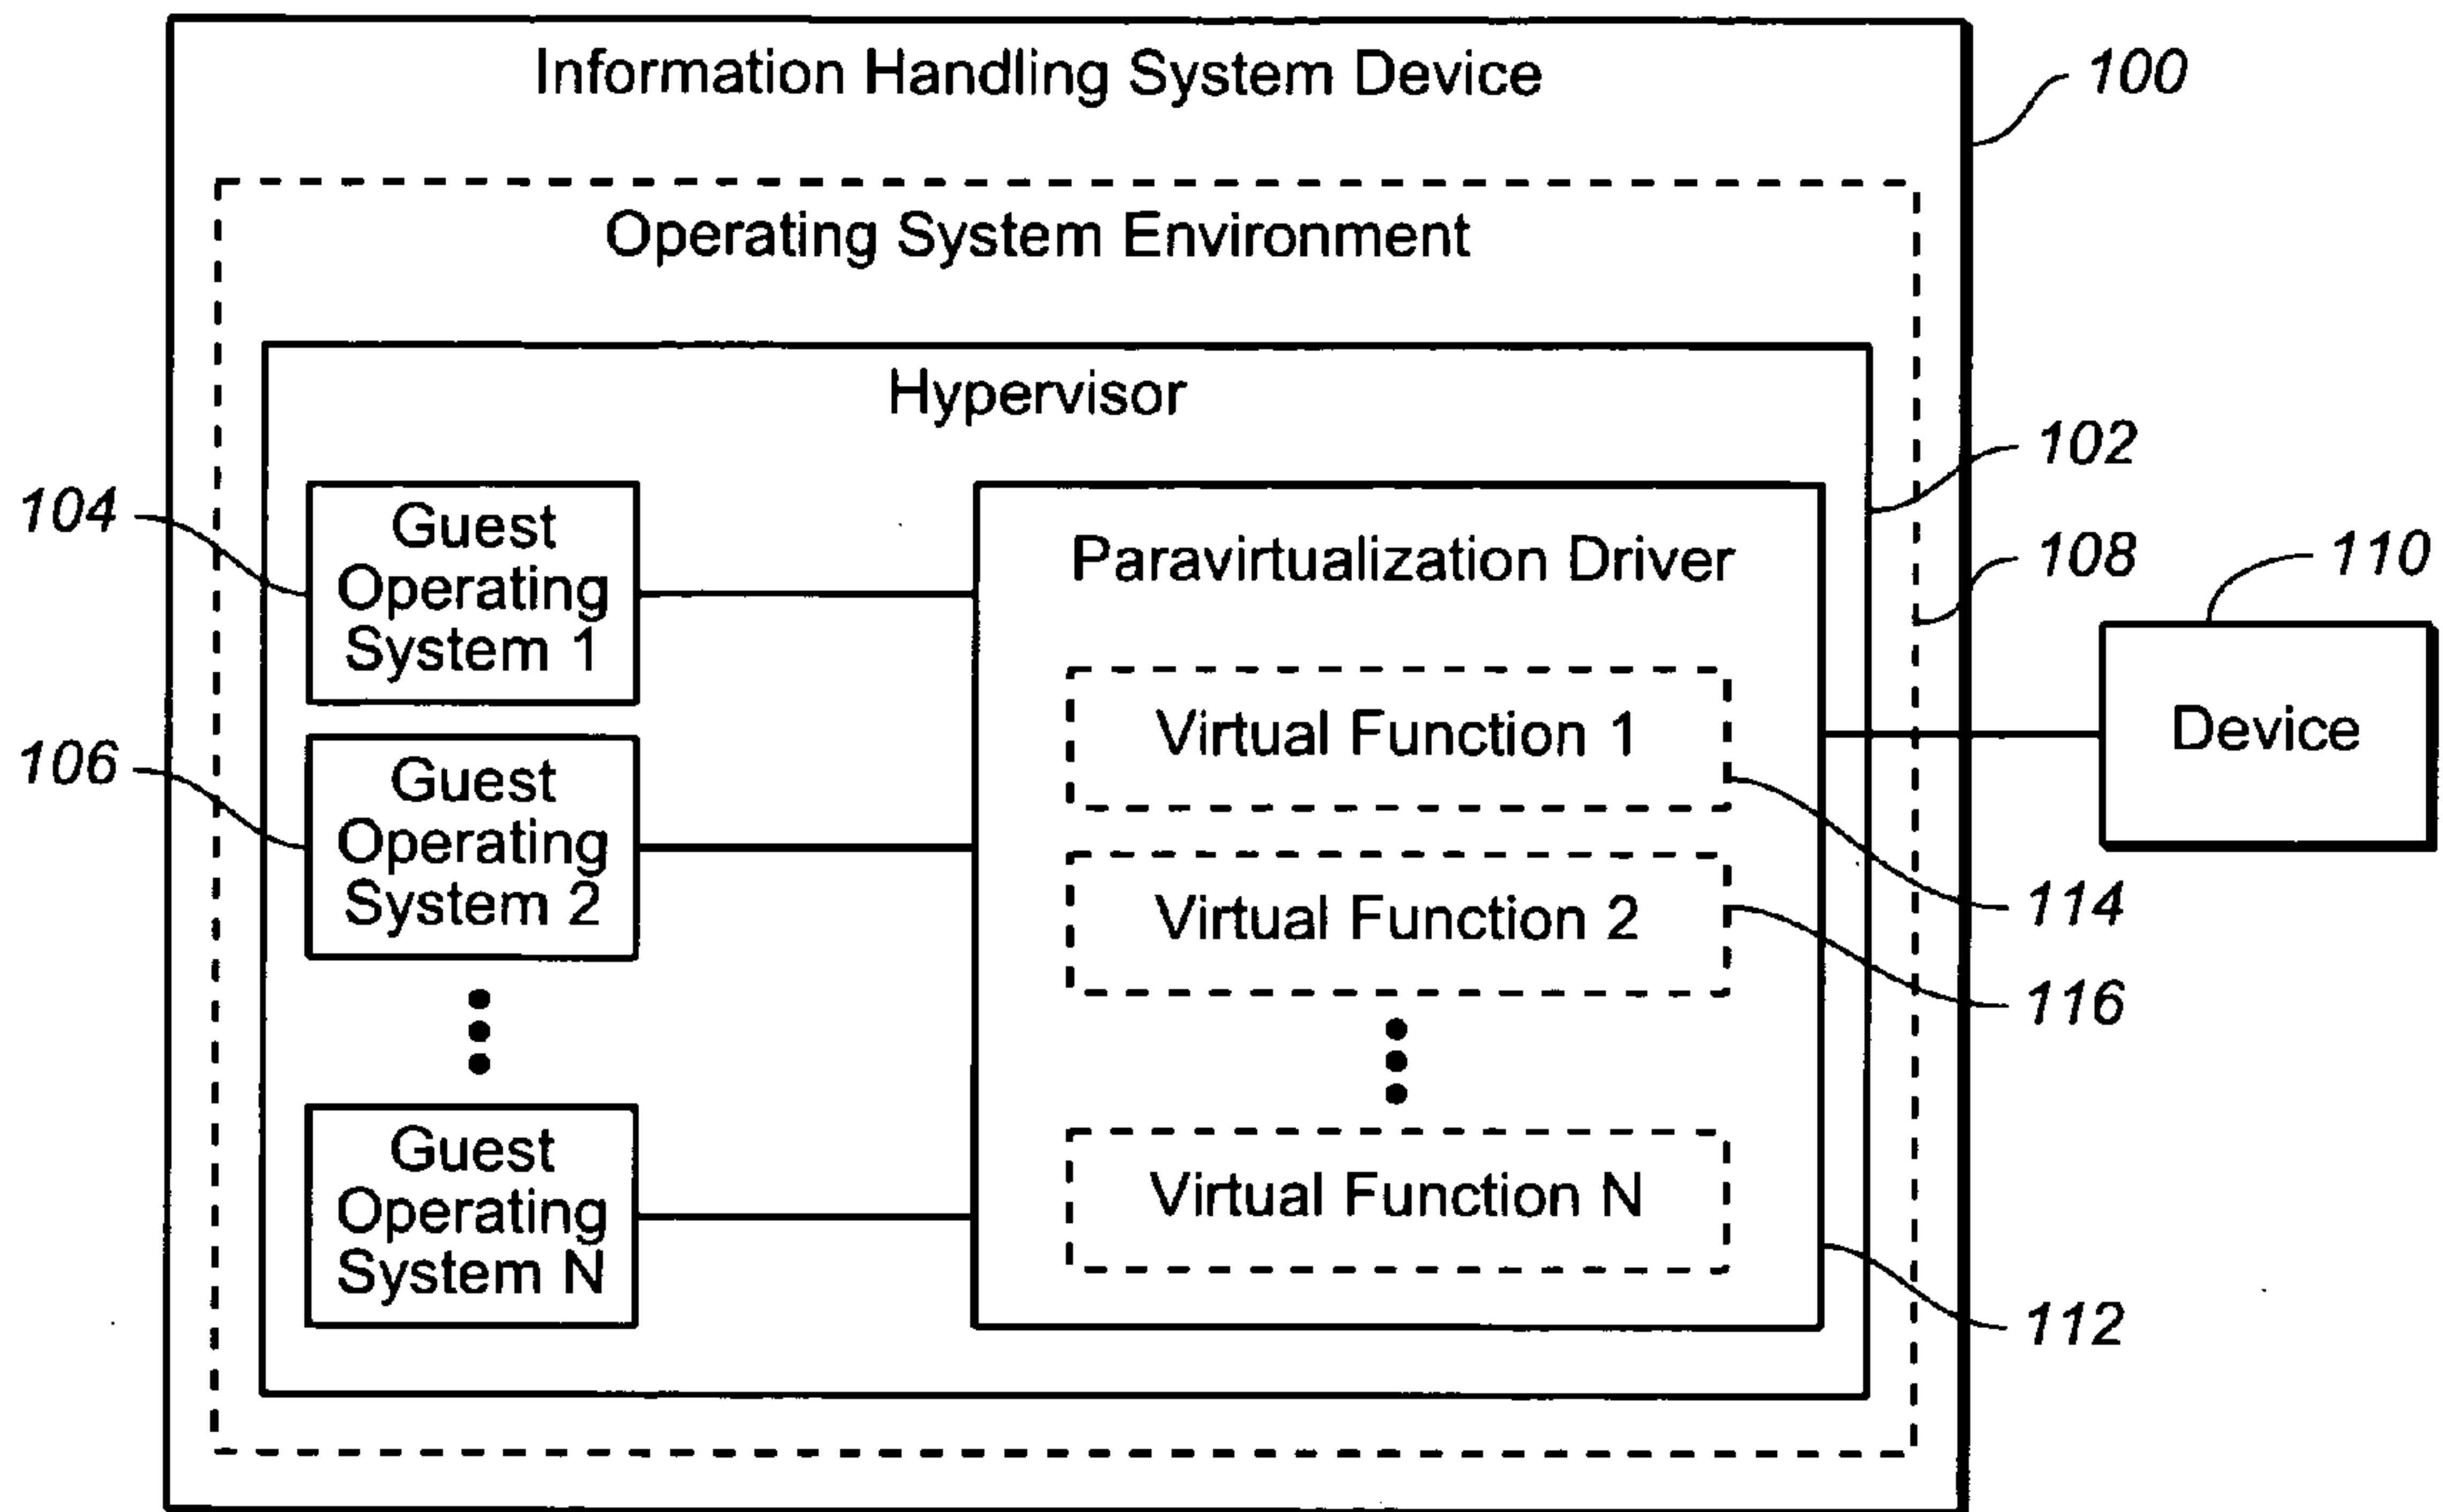 Information Handling System Device
100
Operating System Environment
Hypervisor
102
104
Guest
Operating
System 1
Paravirtualization Driver
108
110
Virtual Function 1
Device
106
Guest
Operating
System 2
114
Virtual Function 2
116
Guest
Operating
System N
Virtual Function N
112